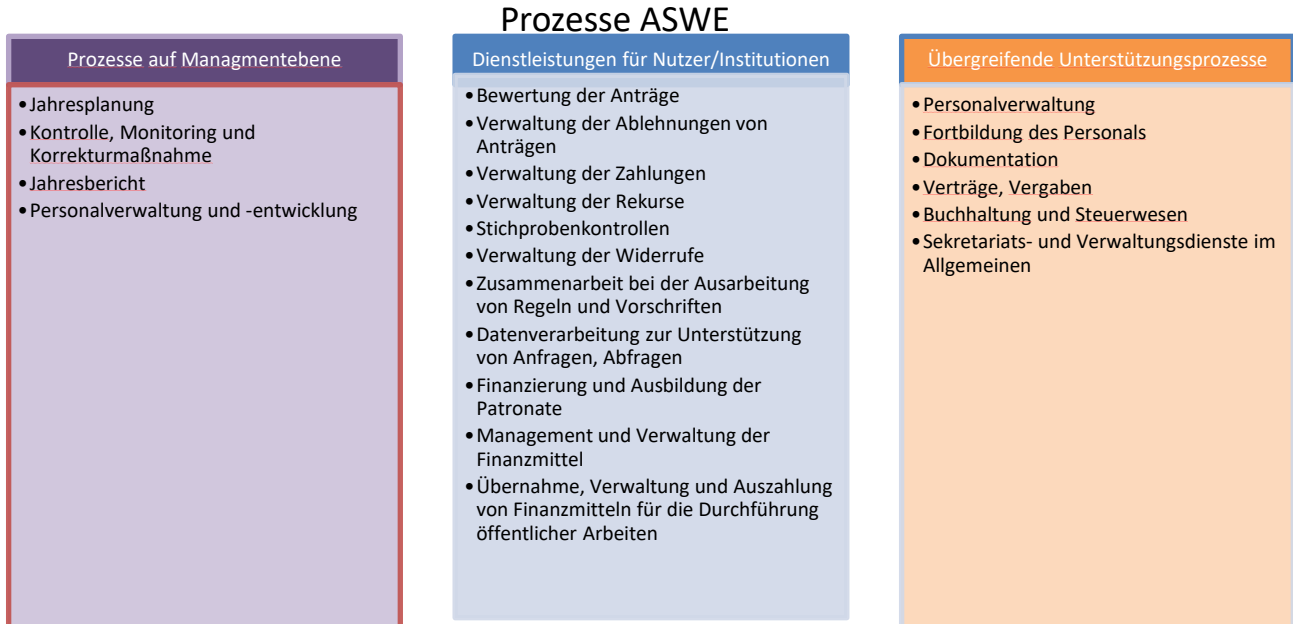 Prozesse ASWE
Prozesse auf Managmentebene
•Jahresplanung
•Kontrolle, Monitoring und
Korrekturmaßnahme
•Jahresbericht
•Personalverwaltung und -entwicklung
Dienstleistungen für Nutzer/Institutionen
•Bewertung der Anträge
•Verwaltung der Ablehnungen von
Anträgen
•Verwaltung der Zahlungen
•Verwaltung der Rekurse
•Stichprobenkontrollen
•Verwaltung der Widerrufe
•Zusammenarbeit bei der Ausarbeitung
von Regeln und Vorschriften
•Datenverarbeitung zur Unterstützung
von Anfragen, Abfragen
•Finanzierung und Ausbildung der
Patronate
•Management und Verwaltung der
Finanzmittel
•Übernahme, Verwaltung und Auszahlung
von Finanzmitteln für die Durchführung
öffentlicher Arbeiten
Übergreifende Unterstützungsprozesse
•Personalverwaltung
•Fortbildung des Personals
•Dokumentation
•Verträge, Vergaben
•Buchhaltung und Steuerwesen
•Sekretariats- und Verwaltungsdienste im
Allgemeinen